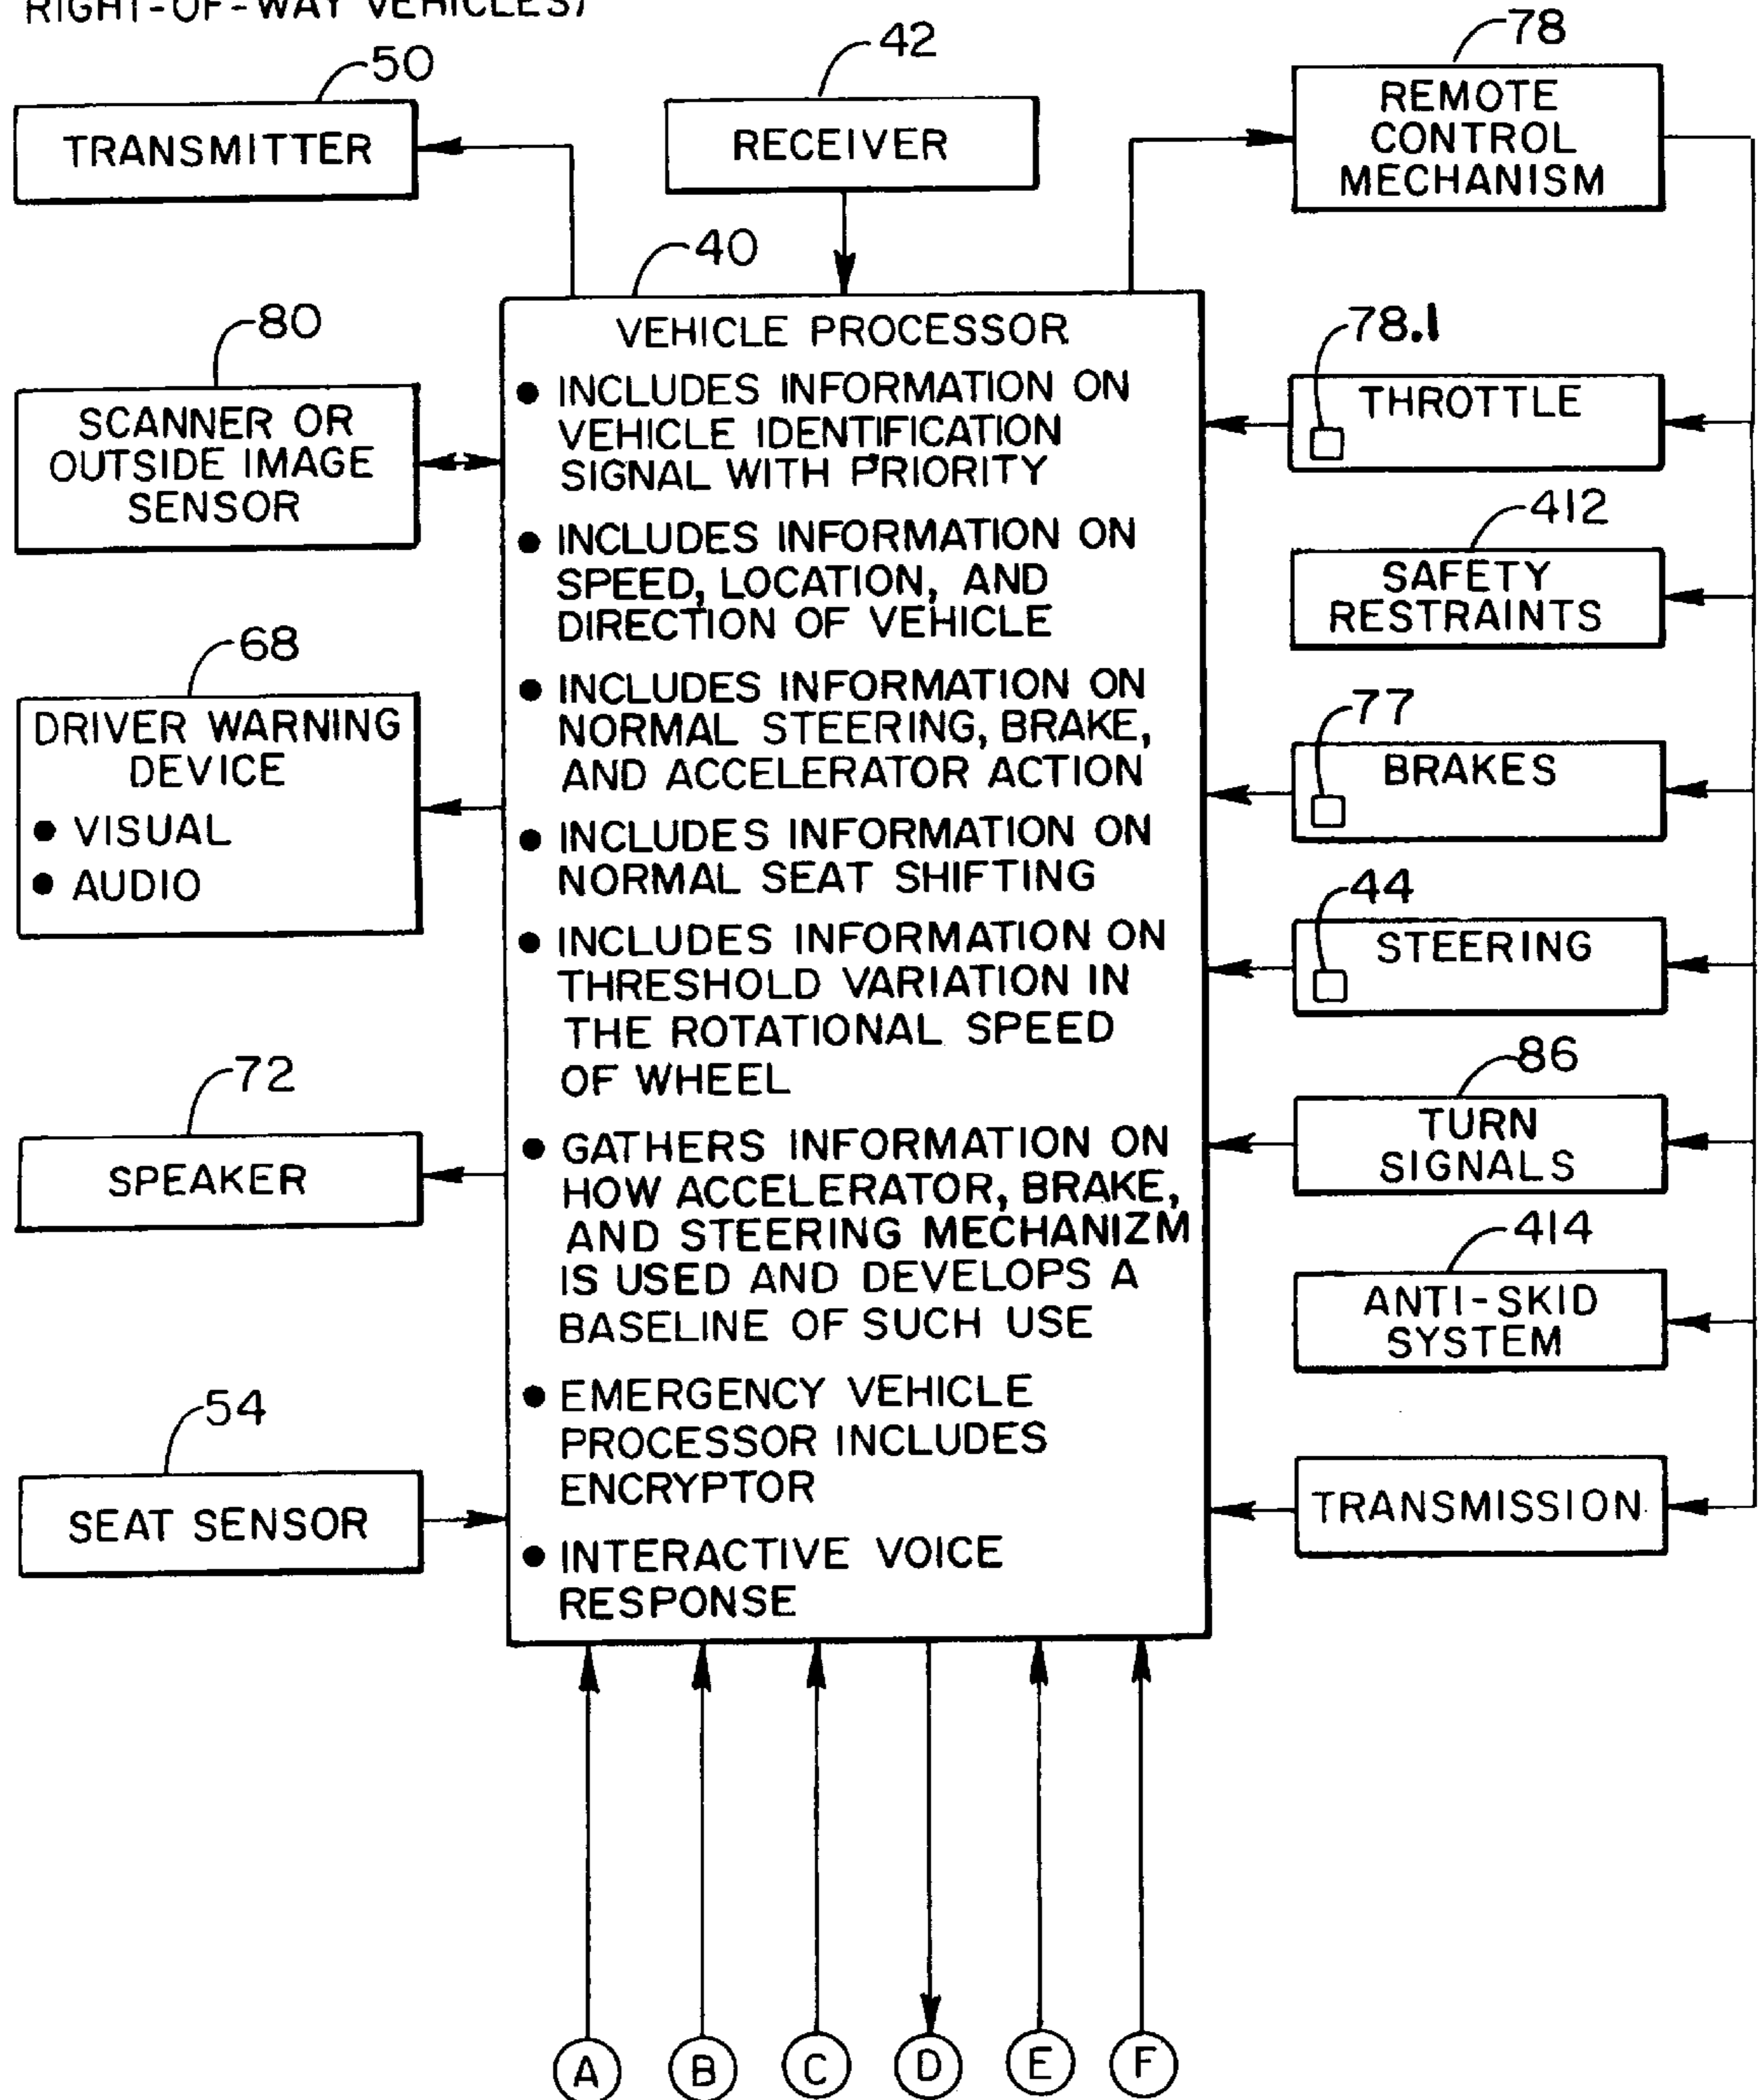 RIGHT-OF-WAY VEHICLES)
50
TRANSMITTER
42
RECEIVER
78
REMOTE
CONTROL
MECHANISM
40
VEHICLE PROCESSOR
● INCLUDES INFORMATION ON
VEHICLE IDENTIFICATION
SIGNAL WITH PRIORITY
● INCLUDES INFORMATION ON
SPEED, LOCATION, AND
DIRECTION OF VEHICLE
● INCLUDES INFORMATION ON
NORMAL STEERING, BRAKE,
AND ACCELERATOR ACTION
● INCLUDES INFORMATION ON
NORMAL SEAT SHIFTING
● INCLUDES INFORMATION ON
THRESHOLD VARIATION IN
THE ROTATIONAL SPEED
OF WHEEL
● GATHERS INFORMATION ON
HOW ACCELERATOR, BRAKE,
AND STEERING MECHANIZM
IS USED AND DEVELOPS A
BASELINE OF SUCH USE
● EMERGENCY VEHICLE
PROCESSOR INCLUDES
ENCRYPTOR
● INTERACTIVE VOICE
RESPONSE
80
SCANNER OR
OUTSIDE IMAGE
SENSOR
68
DRIVER WARNING
DEVICE
● VISUAL
● AUDIO
72
SPEAKER
54
SEAT SENSOR
78.1
THROTTLE
412
SAFETY
RESTRAINTS
77
BRAKES
44
STEERING
86
TURN
SIGNALS
414
ANTI-SKID
SYSTEM
TRANSMISSION
A B C D E F